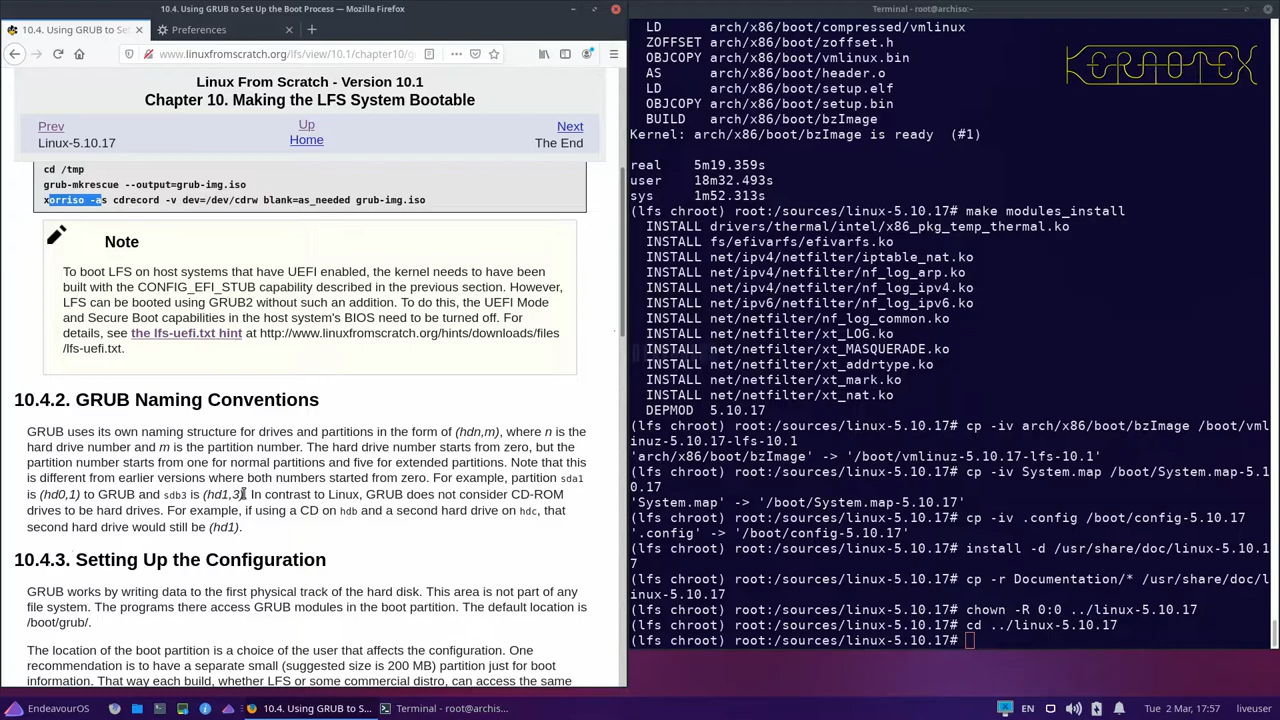 10.4. Using GRUB to Set Up the Boot Process — Mozilla Firefox
10.4. Using GRUB to Set
Preferences
www.linuxfromscratch.org/lfs/view/10.1/chapter10/g
Linux From Scratch - Version 10.1
Chapter 10. Making the LFS System Bootable
Prev
Up
Next
Linux-5.10.17
Home
The End
cd /tmp
grub-mkrescue --output=grub-img.iso
xorriso -as cdrecord -v dev=/dev/cdrw blank=as_needed grub-img.iso
Note
To boot LFS on host systems that have UEFI enabled, the kernel needs to have been
built with the CONFIG_EFI_STUB capability described in the previous section. However,
LFS can be booted using GRUB2 without such an addition. To do this, the UEFI Mode
and Secure Boot capabilities in the host system's BIOS need to be turned off. For
details, see the lfs-uefi.txt hint at http://www.linuxfromscratch.org/hints/downloads/files
/lfs-uefi.txt.
10.4.2. GRUB Naming Conventions
GRUB uses its own naming structure for drives and partitions in the form of (hdn,m), where n is the
hard drive number and m is the partition number. The hard drive number starts from zero, but the
partition number starts from one for normal partitions and five for extended partitions. Note that this
is different from earlier versions where both numbers started from zero. For example, partition sda1
is (hd0,1) to GRUB and sdb3 is (hd1,3). In contrast to Linux, GRUB does not consider CD-ROM
drives to be hard drives. For example, if using a CD on hdb and a second hard drive on hdc, that
second hard drive would still be (hd1).
10.4.3. Setting Up the Configuration
GRUB works by writing data to the first physical track of the hard disk. This area is not part of any
file system. The programs there access GRUB modules in the boot partition. The default location is
/boot/grub/.
The location of the boot partition is a choice of the user that affects the configuration. One
recommendation is to have a separate small (suggested size is 200 MB) partition just for boot
information. That way each build, whether LFS or some commercial distro, can access the same
Terminal - root@archiso:~
LD      arch/x86/boot/compressed/vmlinux
ZOFFSET arch/x86/boot/zoffset.h
OBJCOPY arch/x86/boot/vmlinux.bin
AS      arch/x86/boot/header.o
LD      arch/x86/boot/setup.elf
OBJCOPY arch/x86/boot/setup.bin
BUILD   arch/x86/boot/bzImage
Kernel: arch/x86/boot/bzImage is ready  (#1)
real    5m19.359s
user    18m32.493s
sys     1m52.313s
(lfs chroot) root:/sources/linux-5.10.17# make modules_install
INSTALL drivers/thermal/intel/x86_pkg_temp_thermal.ko
INSTALL fs/efivarfs/efivarfs.ko
INSTALL net/ipv4/netfilter/iptable_nat.ko
INSTALL net/ipv4/netfilter/nf_log_arp.ko
INSTALL net/ipv4/netfilter/nf_log_ipv4.ko
INSTALL net/ipv6/netfilter/nf_log_ipv6.ko
INSTALL net/netfilter/nf_log_common.ko
INSTALL net/netfilter/xt_LOG.ko
INSTALL net/netfilter/xt_MASQUERADE.ko
INSTALL net/netfilter/xt_addrtype.ko
INSTALL net/netfilter/xt_mark.ko
INSTALL net/netfilter/xt_nat.ko
DEPMOD  5.10.17
(lfs chroot) root:/sources/linux-5.10.17# cp -iv arch/x86/boot/bzImage /boot/vml
inuz-5.10.17-lfs-10.1
'arch/x86/boot/bzImage' -> '/boot/vmlinuz-5.10.17-lfs-10.1'
(lfs chroot) root:/sources/linux-5.10.17# cp -iv System.map /boot/System.map-5.1
0.17
'System.map' -> '/boot/System.map-5.10.17'
(lfs chroot) root:/sources/linux-5.10.17# cp -iv .config /boot/config-5.10.17
'.config' -> '/boot/config-5.10.17'
(lfs chroot) root:/sources/linux-5.10.17# install -d /usr/share/doc/linux-5.10.1
7
(lfs chroot) root:/sources/linux-5.10.17# cp -r Documentation/* /usr/share/doc/l
inux-5.10.17
(lfs chroot) root:/sources/linux-5.10.17# chown -R 0:0 ../linux-5.10.17
(lfs chroot) root:/sources/linux-5.10.17# cd ../linux-5.10.17
(lfs chroot) root:/sources/linux-5.10.17#
EndeavourOS
10.4. Using GRUB to S...
Terminal - root@archis...
EN
Tue 2 Mar, 17:57
liveuser